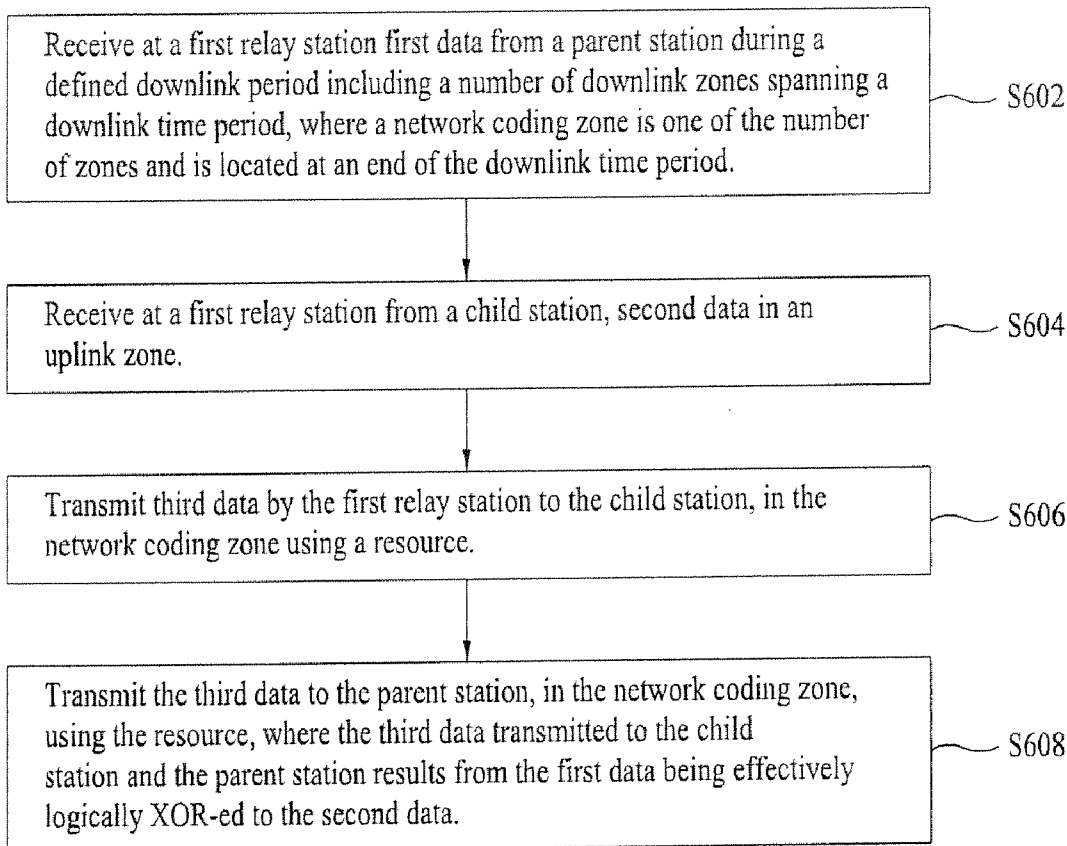 Receive at a first relay station first data from a parent station during a
defined downlink period including a number of downlink zones spanning a
downlink time period, where a network coding zone is one of the number
of zones and is located at an end of the downlink time period.
S602
Receive at a first relay station from a child station, second data in an
uplink zone.
S604
Transmit third data by the first relay station to the child station, in the
network coding zone using a resource.
S606
Transmit the third data to the parent station, in the network coding zone,
using the resource, where the third data transmitted to the child
station and the parent station results from the first data being effectively
logically XOR-ed to the second data.
S608